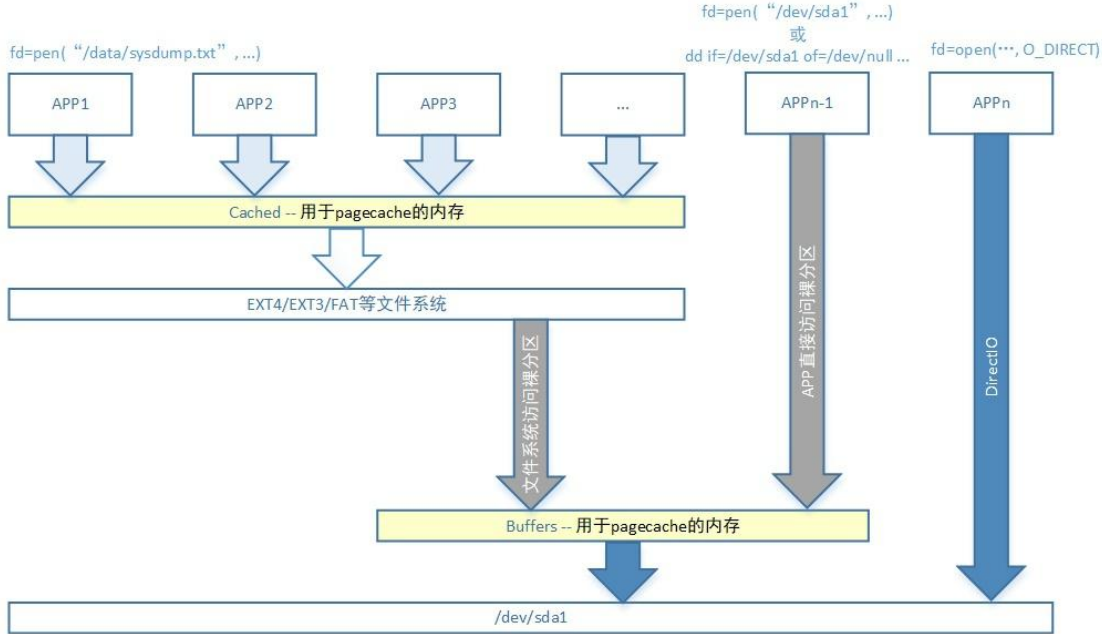 fd=pen(“/dev/sda1”, ...)
或
dd if=/dev/sda1 of=/dev/null ...
fd=pen(“/data/sysdump.txt”, ...)
fd=open(…, O_DIRECT)
APP1
APP2
APP3
...
APPn-1
APPn
Cached -- 用于pagecache的内存
EXT4/EXT3/FAT等文件系统
文件系统访问裸分区
APP直接访问裸分区
DirectIO
Buffers -- 用于pagecache的内存
/dev/sda1